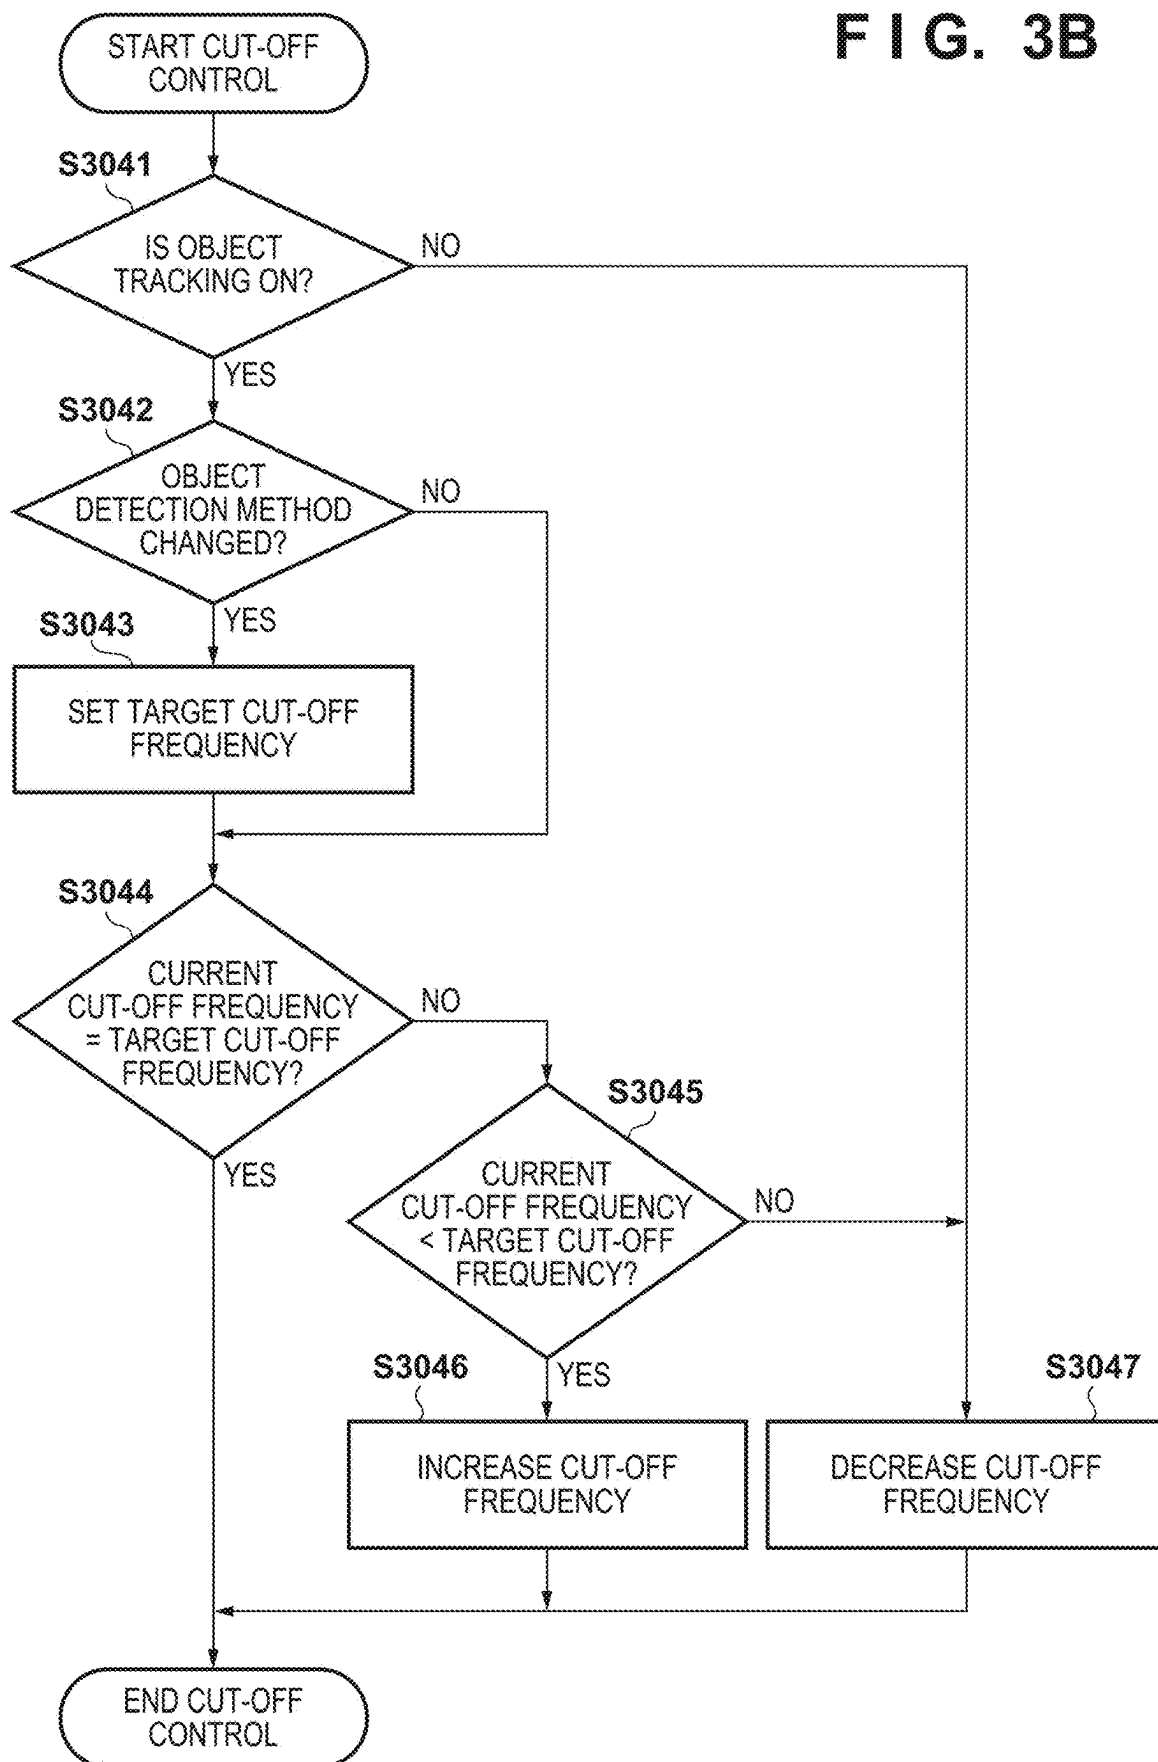 FIG. 3B
START CUT-OFF
CONTROL
S3041
IS OBJECT
TRACKING ON?
NO
YES
S3042
OBJECT
DETECTION METHOD
CHANGED?
NO
YES
S3043
SET TARGET CUT-OFF
FREQUENCY
S3044
CURRENT
CUT-OFF FREQUENCY
= TARGET CUT-OFF
FREQUENCY?
NO
YES
S3045
CURRENT
CUT-OFF FREQUENCY
< TARGET CUT-OFF
FREQUENCY?
NO
YES
S3046
INCREASE CUT-OFF
FREQUENCY
S3047
DECREASE CUT-OFF
FREQUENCY
END CUT-OFF
CONTROL